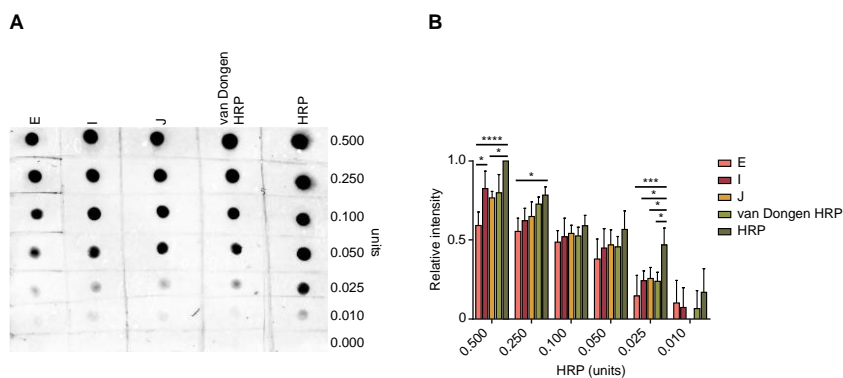 A
E
I
J
van Dongen
HRP
HRP
0.500
0.250
0.100
0.050
0.025
0.010
0.000
units
B
Relative intensity
1.0
0.5
0
****
*
*
*
***
*
*
*
0.500
0.250
0.100
0.050
0.025
0.010
HRP (units)
E
I
J
van Dongen HRP
HRP